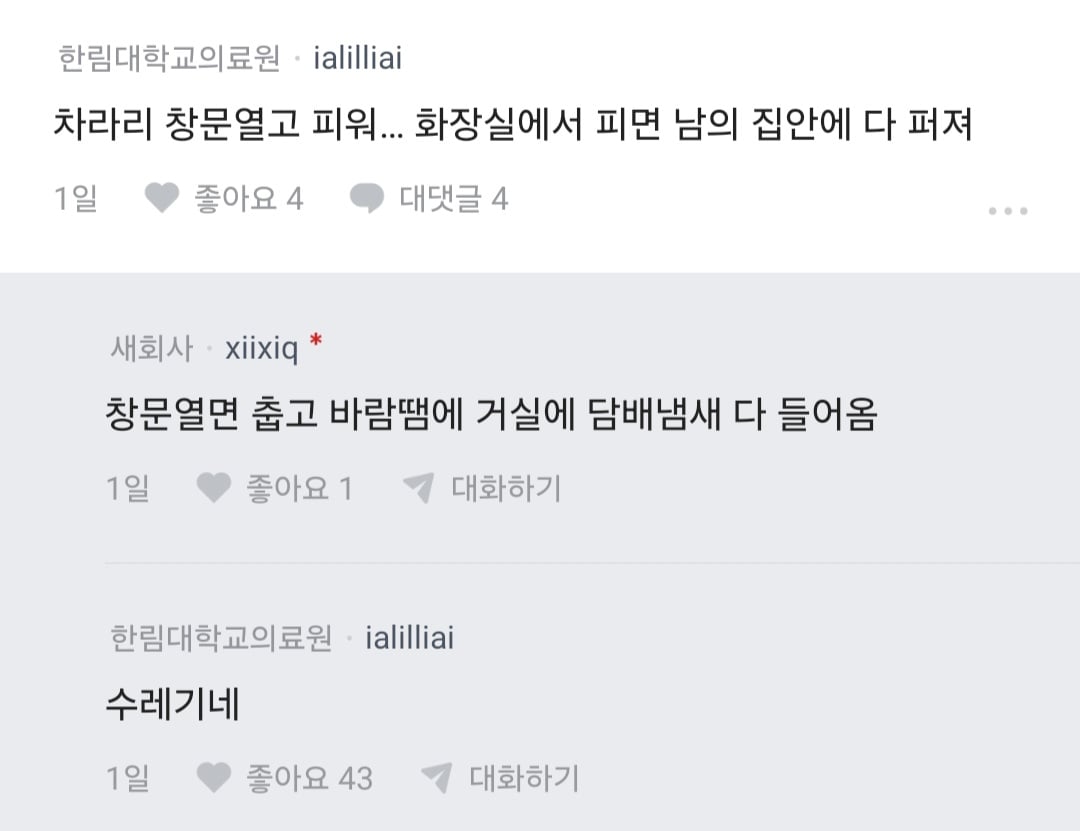 한림대학교의료원 · ialilliai
차라리 창문열고 피워... 화장실에서 피면 남의 집안에 다 퍼져
1일 좋아요 4 대댓글 4
새회사 · xiixiq *
창문열면 춥고 바람땜에 거실에 담배냄새 다 들어옴
1일 좋아요 1 대화하기
한림대학교의료원 · ialilliai
수레기네
1일 좋아요 43 대화하기